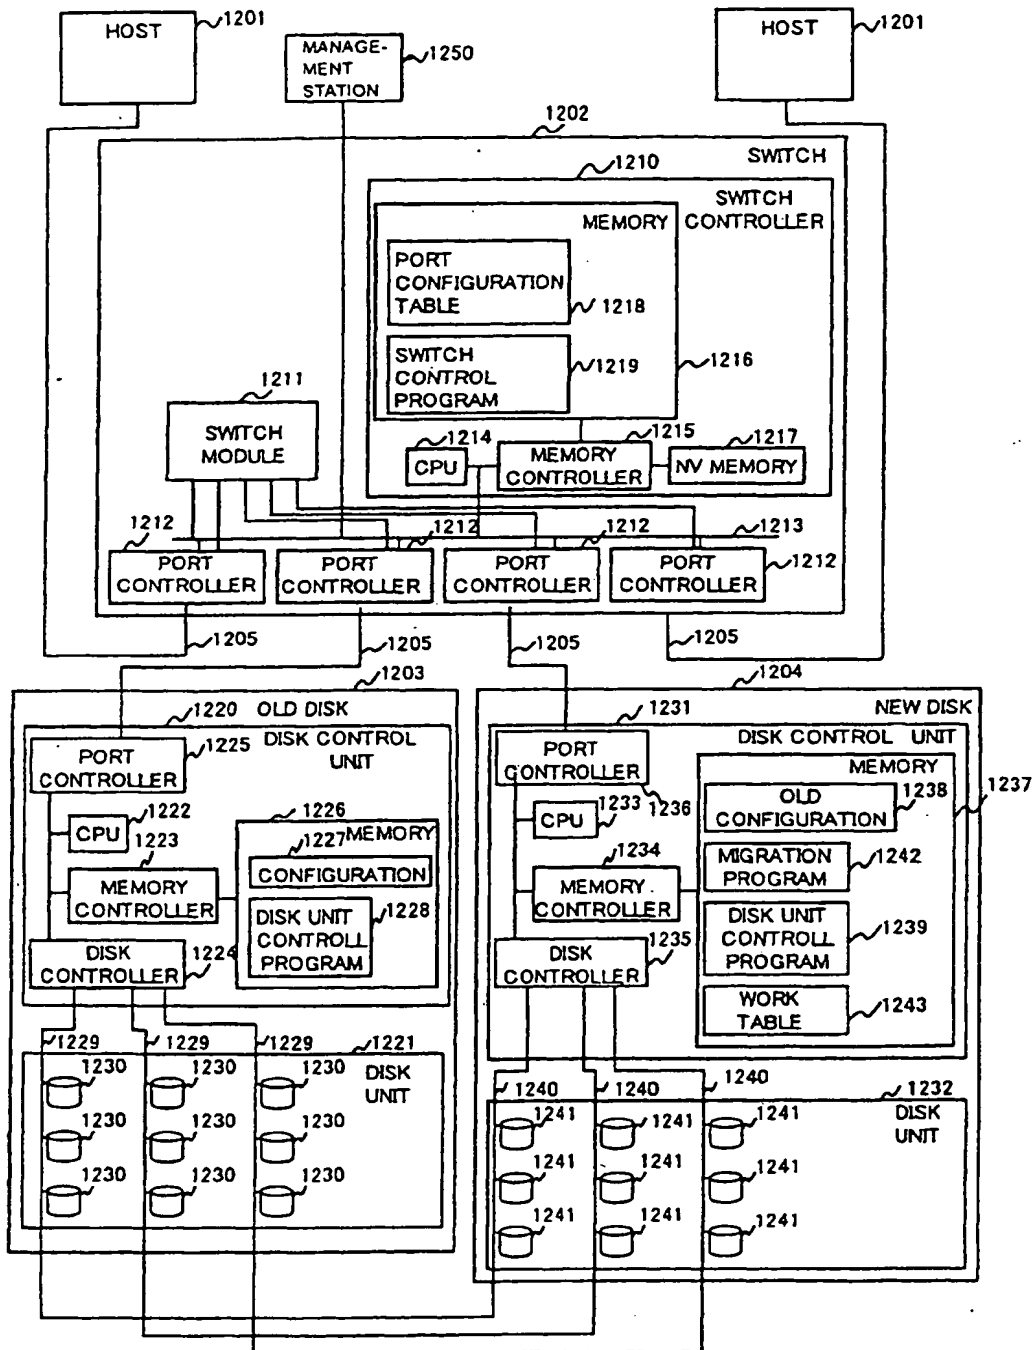 HOST
1201
MANAGE-
MENT
STATION
1250
HOST
1201
1202
SWITCH
1210
SWITCH
CONTROLLER
MEMORY
PORT
CONFIGURATION
TABLE
1218
SWITCH
CONTROL
PROGRAM
1219
1216
1211
SWITCH
MODULE
1214
CPU
1215
MEMORY
CONTROLLER
1217
NV MEMORY
1213
1212
PORT
CONTROLLER
1212
PORT
CONTROLLER
1212
PORT
CONTROLLER
1212
PORT
CONTROLLER
1205
1205
1205
1205
1203
OLD DISK
1220
DISK CONTROL
UNIT
PORT
CONTROLLER
1225
CPU
1222
1223
MEMORY
CONTROLLER
1226
MEMORY
1227
CONFIGURATION
DISK UNIT
CONTROLL
PROGRAM
1228
DISK
CONTROLLER
1224
1229
1229
1229
1221
DISK
UNIT
1230
1230
1230
1230
1230
1230
1230
1230
1230
1204
NEW DISK
1231
DISK CONTROL UNIT
PORT
CONTROLLER
1236
CPU
1233
1234
MEMORY
CONTROLLER
MEMORY
1237
OLD
CONFIGURATION
1238
MIGRATION
PROGRAM
1242
DISK UNIT
CONTROLL
PROGRAM
1239
WORK
TABLE
1243
DISK
CONTROLLER
1235
1240
1240
1240
1232
DISK
UNIT
1241
1241
1241
1241
1241
1241
1241
1241
1241